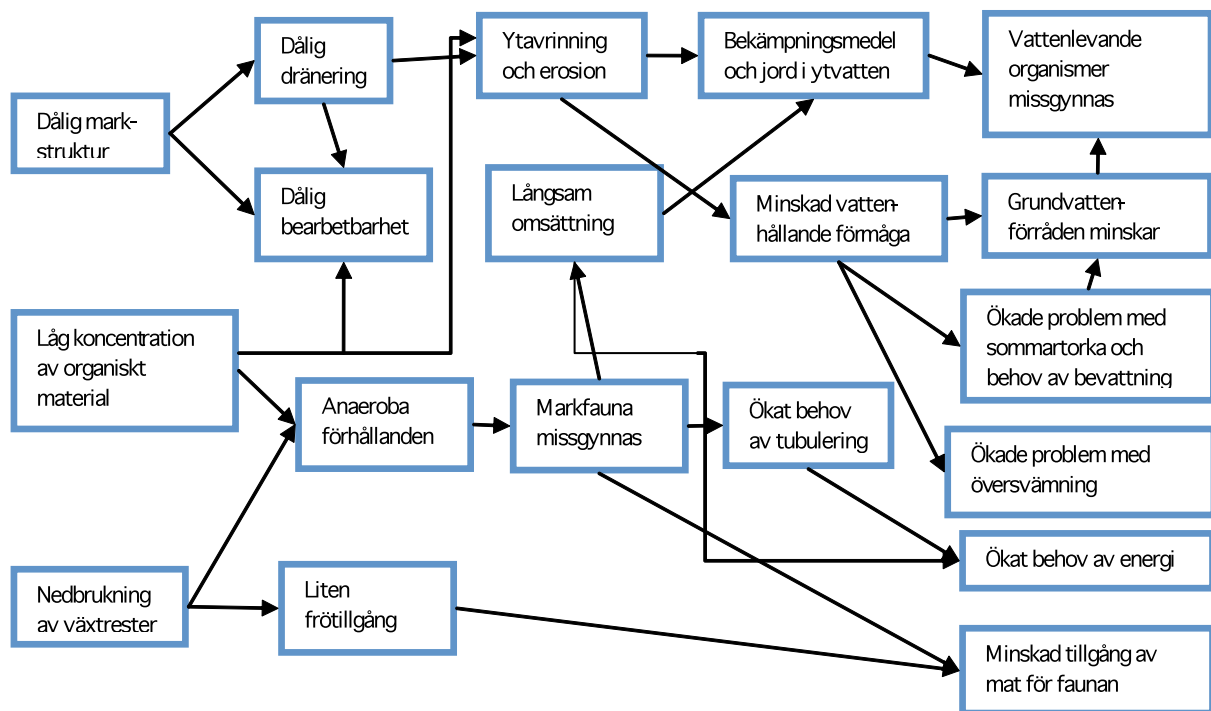 Dålig
dränering
Ytavrinning
och erosion
Bekämpningsmedel
och jord i ytvatten
Vattenlevande
organismer
missgynnas
Dålig mark-
struktur
Dålig
bearbetbarhet
Långsam
omsättning
Minskad vatten-
hållande förmåga
Grundvatten-
förråden minskar
Låg koncentration
av organiskt
material
Ökade problem med
sommartorka och
behov av bevattning
Anaeroba
förhållanden
Markfauna
missgynnas
Ökat behov
av tubulering
Ökade problem med
översvämning
Ökat behov av energi
Nedbrukning
av växtrester
Liten
frötillgång
Minskad tillgång av
mat för faunan